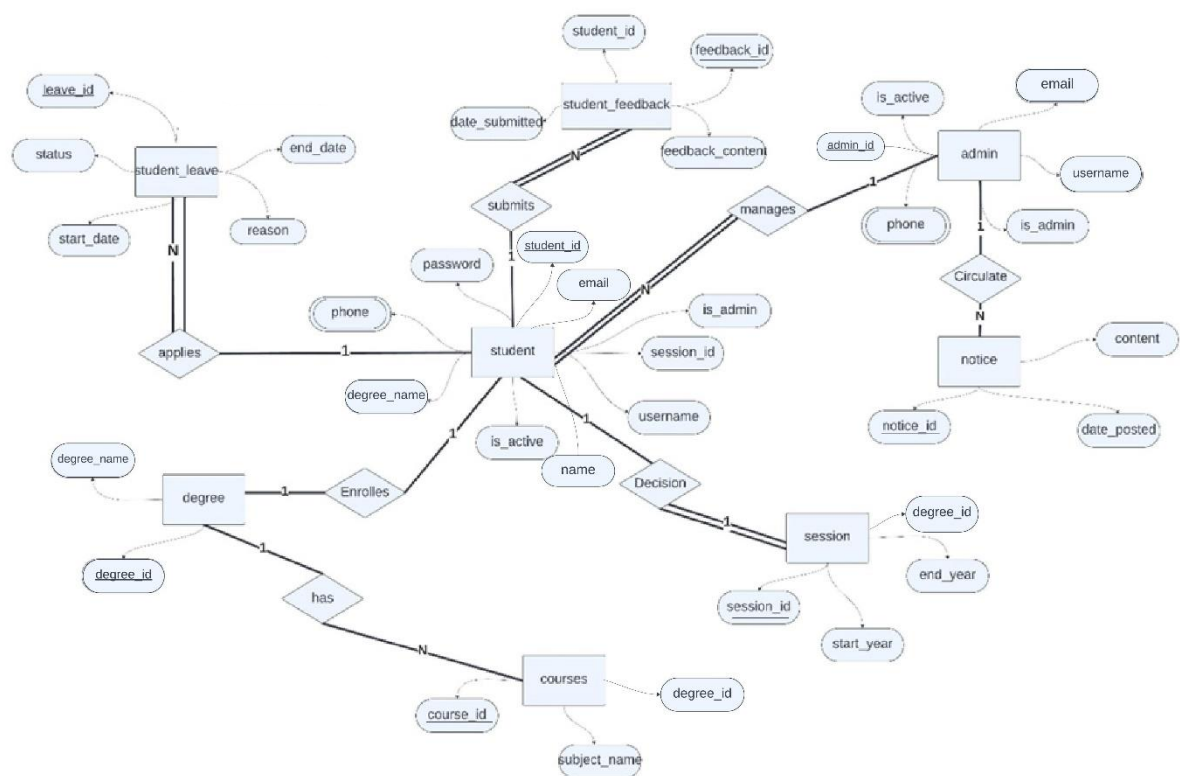 student_id
feedback_id
student_feedback
date_submitted
feedback_content
leave_id
status
student_leave
end_date
start_date
reason
is_active
email
admin_id
admin
username
phone
is_admin
N
submits
1
manages
1
N
1
Circulate
N
notice
content
notice_id
date_posted
N
applies
1
password
student_id
email
phone
is_admin
student
session_id
degree_name
username
is_active
name
1
Enrolles
1
degree_name
degree
degree_id
1
Decision
1
session
degree_id
end_year
session_id
start_year
1
has
N
courses
course_id
degree_id
subject_name